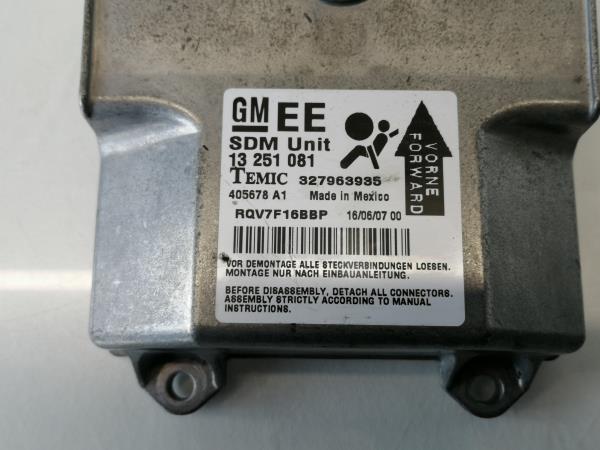 GM EE
SDM Unit
13 251 081
TEMIC 327963935
405678 A1 Made in Mexico
RQV7F16BBP 16/06/07 00
VORNE
FORWARD
VOR DEMONTAGE ALLE STECKVERBINDUNGEN LOESEN.
MONTAGE NUR NACH EINBAUANLEITUNG.
BEFORE DISASSEMBLY, DETACH ALL CONNECTORS.
ASSEMBLY STRICTLY ACCORDING TO MANUAL
INSTRUCTIONS.